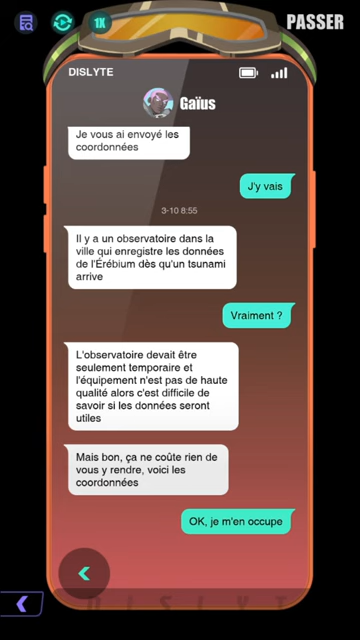 1X
PASSER
DISLYTE
Gaïus
Je vous ai envoyé les
coordonnées
J'y vais
3-10 8:55
Il y a un observatoire dans la
ville qui enregistre les données
de l'Érébium dès qu'un tsunami
arrive
Vraiment ?
L'observatoire devait être
seulement temporaire et
l'équipement n'est pas de haute
qualité alors c'est difficile de
savoir si les données seront
utiles
Mais bon, ça ne coûte rien de
vous y rendre, voici les
coordonnées
OK, je m'en occupe
DISLYT